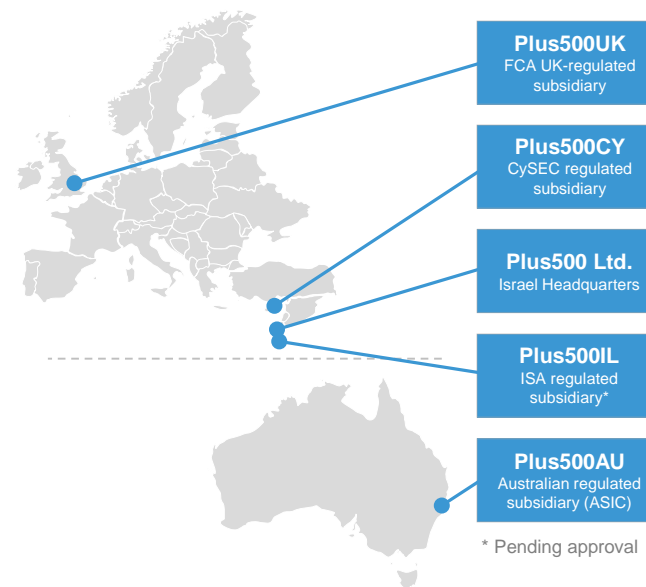 Plus500UK
FCA UK-regulated
subsidiary
Plus500CY
CySEC regulated
subsidiary
Plus500 Ltd.
Israel Headquarters
Plus500IL
ISA regulated
subsidiary*
Plus500AU
Australian regulated
subsidiary (ASIC)
* Pending approval